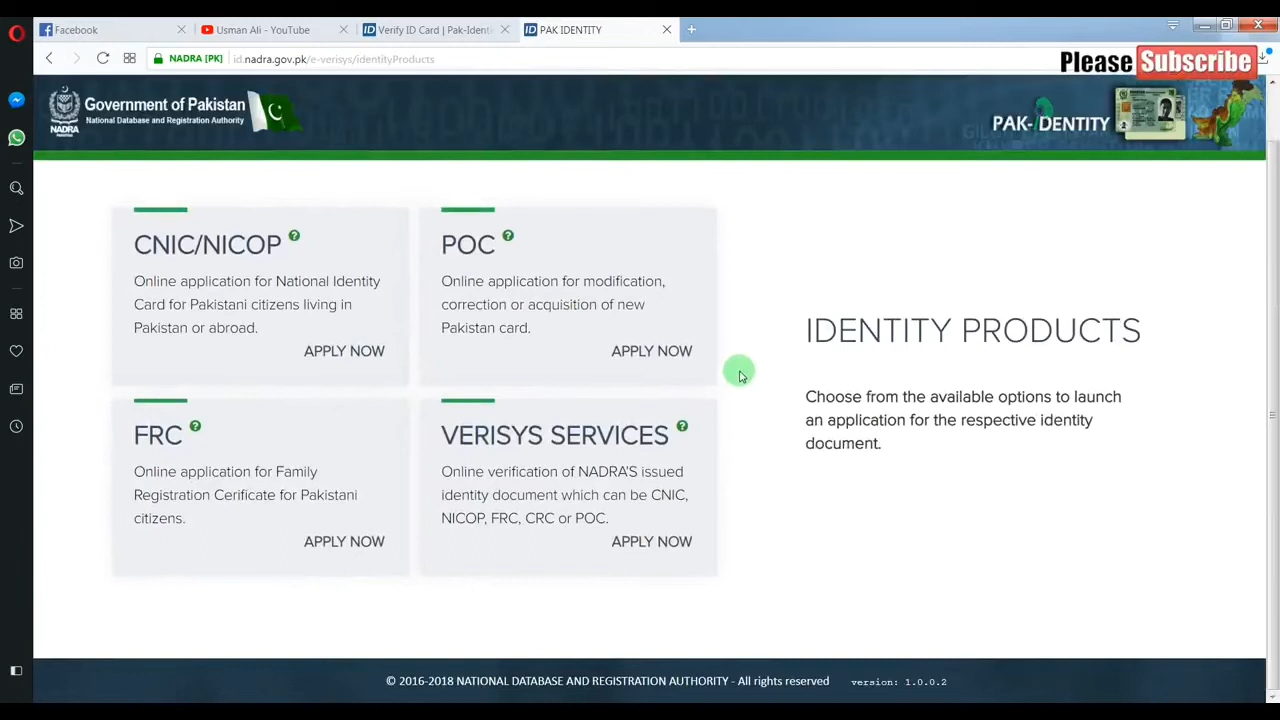 Facebook
Usman Ali - YouTube
Verify ID Card | Pak-Identi
PAK IDENTITY
NADRA [PK]
id.nadra.gov.pk/e-verisys/identityProducts
Please Subscribe
NADRA
Government of Pakistan
National Database and Registration Authority
PAK-IDENTITY
CNIC/NICOP
Online application for National Identity
Card for Pakistani citizens living in
Pakistan or abroad.
APPLY NOW
POC
Online application for modification,
correction or acquisition of new
Pakistan card.
APPLY NOW
FRC
Online application for Family
Registration Cerificate for Pakistani
citizens.
APPLY NOW
VERISYS SERVICES
Online verification of NADRA'S issued
identity document which can be CNIC,
NICOP, FRC, CRC or POC.
APPLY NOW
IDENTITY PRODUCTS
Choose from the available options to launch
an application for the respective identity
document.
© 2016-2018 NATIONAL DATABASE AND REGISTRATION AUTHORITY - All rights reserved
version: 1.0.0.2